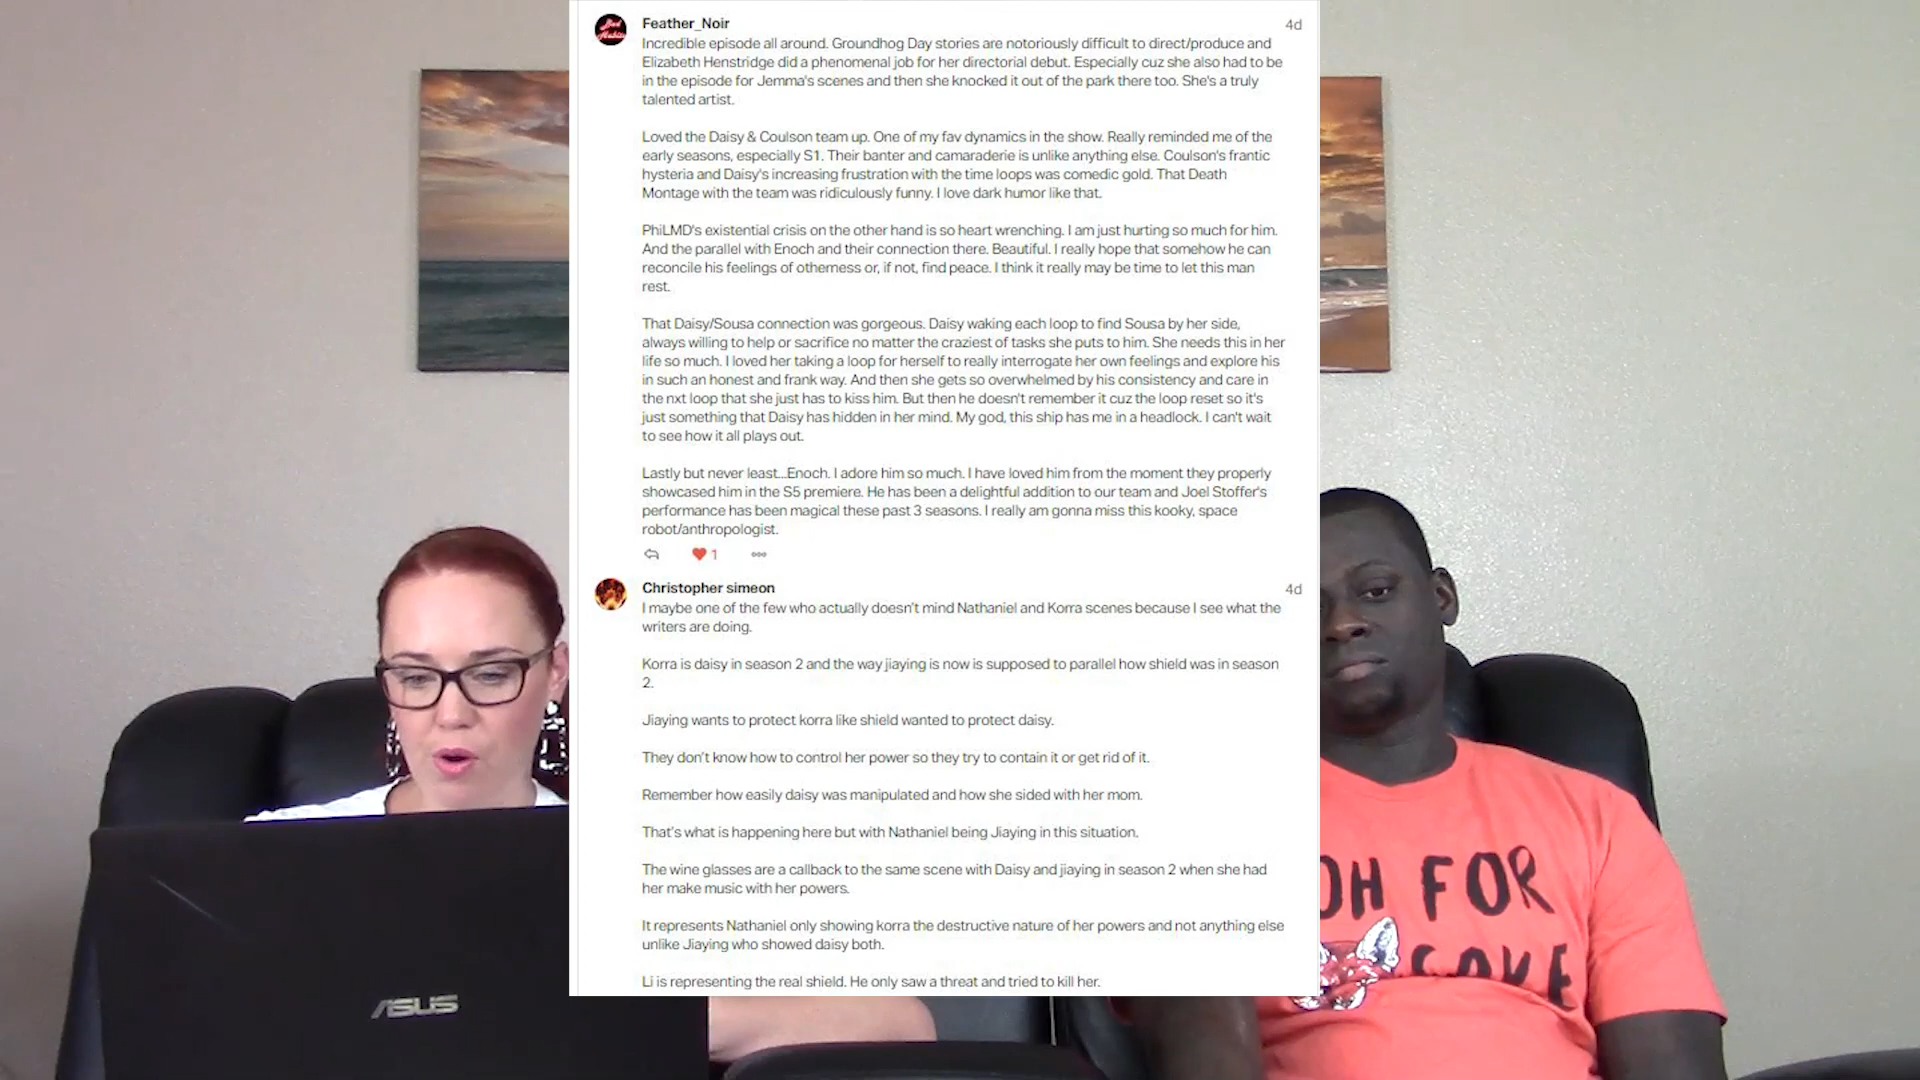 Feather_Noir
4d
Incredible episode all around. Groundhog Day stories are notoriously difficult to direct/produce and
Elizabeth Henstridge did a phenomenal job for her directorial debut. Especially cuz she also had to be
in the episode for Jemma's scenes and then she knocked it out of the park there too. She's a truly
talented artist.
Loved the Daisy & Coulson team up. One of my fav dynamics in the show. Really reminded me of the
early seasons, especially S1. Their banter and camaraderie is unlike anything else. Coulson's frantic
hysteria and Daisy's increasing frustration with the time loops was comedic gold. That Death
Montage with the team was ridiculously funny. I love dark humor like that.
PhiLMD's existential crisis on the other hand is so heart wrenching. I am just hurting so much for him.
And the parallel with Enoch and their connection there. Beautiful. I really hope that somehow he can
reconcile his feelings of otherness or, if not, find peace. I think it really may be time to let this man
rest.
That Daisy/Sousa connection was gorgeous. Daisy waking each loop to find Sousa by her side,
always willing to help or sacrifice no matter the craziest of tasks she puts to him. She needs this in her
life so much. I loved her taking a loop for herself to really interrogate her own feelings and explore his
in such an honest and frank way. And then she gets so overwhelmed by his consistency and care in
the nxt loop that she just has to kiss him. But then he doesn't remember it cuz the loop reset so it's
just something that Daisy has hidden in her mind. My god, this ship has me in a headlock. I can't wait
to see how it all plays out.
Lastly but never least...Enoch. I adore him so much. I have loved him from the moment they properly
showcased him in the S5 premiere. He has been a delightful addition to our team and Joel Stoffer's
performance has been magical these past 3 seasons. I really am gonna miss this kooky, space
robot/anthropologist.
1
Christopher simeon
4d
I maybe one of the few who actually doesn't mind Nathaniel and Korra scenes because I see what the
writers are doing.
Korra is daisy in season 2 and the way jiaying is now is supposed to parallel how shield was in season
2.
Jiaying wants to protect korra like shield wanted to protect daisy.
They don't know how to control her power so they try to contain it or get rid of it.
Remember how easily daisy was manipulated and how she sided with her mom.
That's what is happening here but with Nathaniel being Jiaying in this situation.
The wine glasses are a callback to the same scene with Daisy and jiaying in season 2 when she had
her make music with her powers.
It represents Nathaniel only showing korra the destructive nature of her powers and not anything else
unlike Jiaying who showed daisy both.
Li is representing the real shield. He only saw a threat and tried to kill her.
OH FOR
ASUS